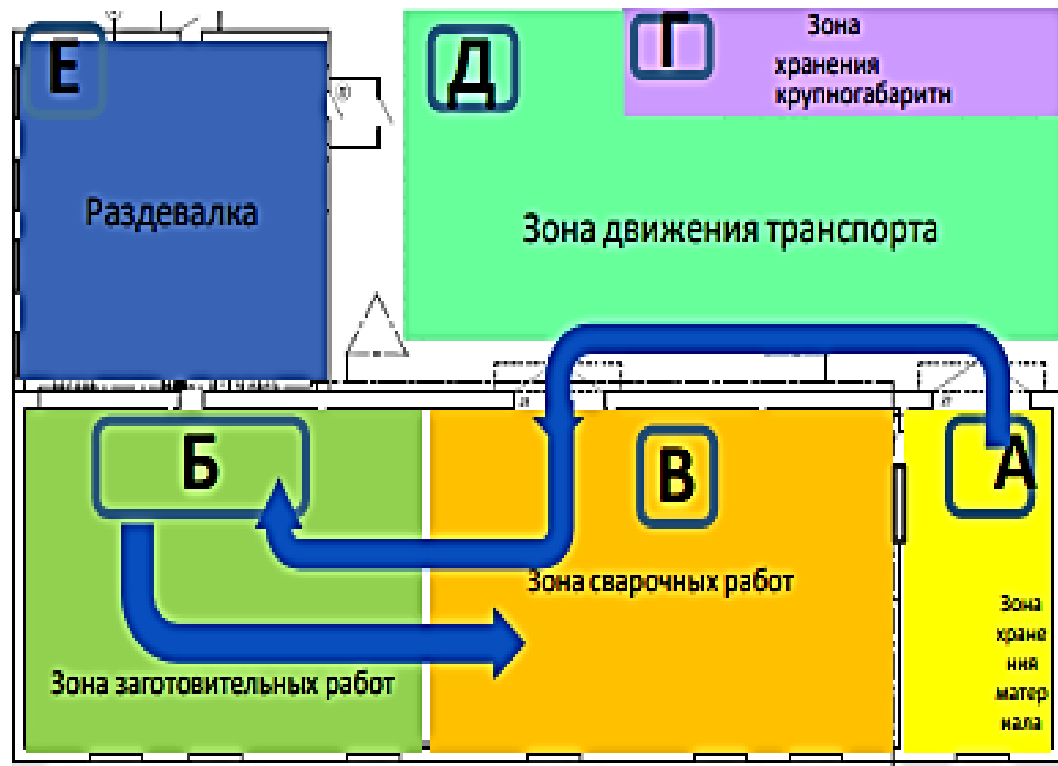 Е
Д
Г
Зона
хранения
крупногабаритн
Раздевалка
Зона движения транспорта
Б
В
А
Зона сварочных работ
Зона заготовительных работ
Зона
хране
ния
матер
иала